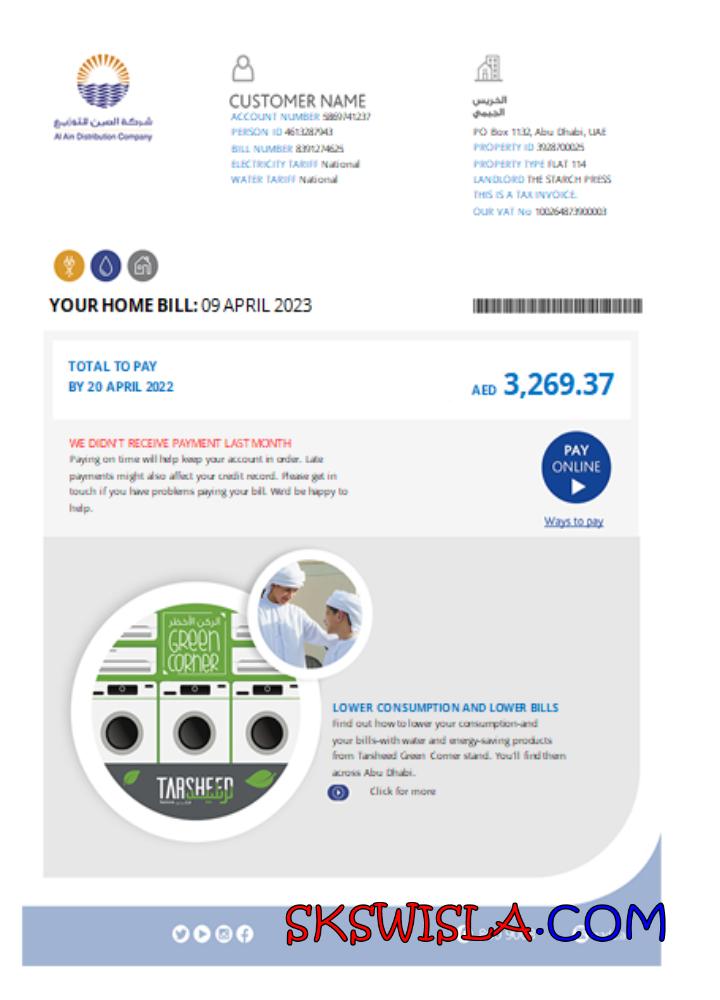 شركة العين للتوزيع
Al Ain Distribution Company
CUSTOMER NAME
ACCOUNT NUMBER 5869741237
PERSON ID 4613287943
BILL NUMBER 8391274625
ELECTRICITY TARIFF National
WATER TARIFF National
الخريس
الجيمي
PO Box 1132, Abu Dhabi, UAE
PROPERTY ID 3928700025
PROPERTY TYPE FLAT 114
LANDLORD THE STARCH PRESS
THIS IS A TAX INVOICE.
OUR VAT No 100264873900003
YOUR HOME BILL: 09 APRIL 2023
TOTAL TO PAY
BY 20 APRIL 2022
AED 3,269.37
WE DIDN'T RECEIVE PAYMENT LAST MONTH
Paying on time will help keep your account in order. Late
payments might also affect your credit record. Please get in
touch if you have problems paying your bill. We'd be happy to
help.
PAY
ONLINE
Ways to pay
الركن الأخضر
GREEN
CORNER
TARSHEED
ترشيد
LOWER CONSUMPTION AND LOWER BILLS
Find out how to lower your consumption-and
your bills-with water and energy-saving products
from Tarsheed Green Corner stand. You'll find them
across Abu Dhabi.
Click for more
SKSWISLA.COM